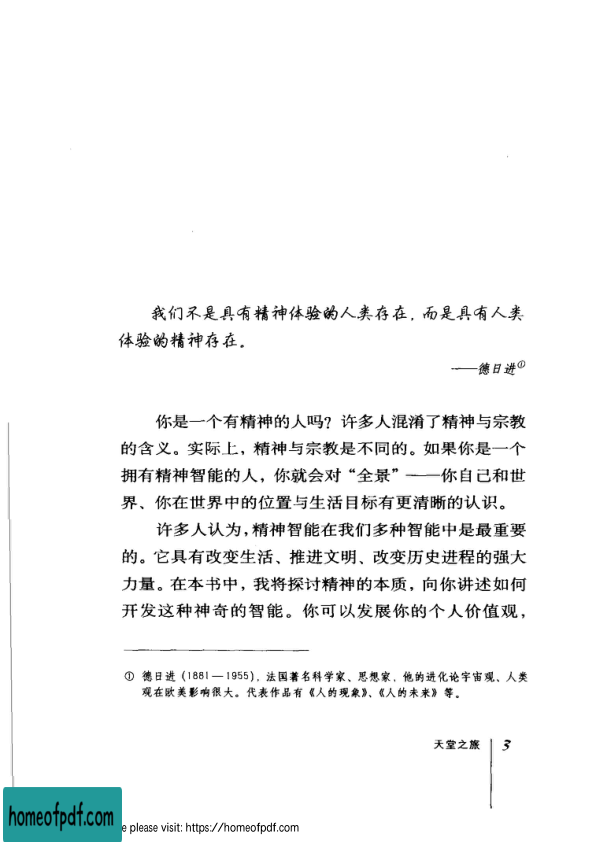 我们不是具有精神体验的人类存在，而是具有人类
体验的精神存在。
——德日进①
你是一个有精神的人吗？许多人混淆了精神与宗教
的含义。实际上，精神与宗教是不同的。如果你是一个
拥有精神智能的人，你就会对“全景”——你自己和世
界、你在世界中的位置与生活目标有更清晰的认识。
许多人认为，精神智能在我们多种智能中是最重要
的。它具有改变生活、推进文明、改变历史进程的强大
力量。在本书中，我将探讨精神的本质，向你讲述如何
开发这种神奇的智能。你可以发展你的个人价值观，
① 德日进（1881—1955），法国著名科学家、思想家，他的进化论宇宙观、人类
观在欧美影响很大。代表作品有《人的现象》、《人的未来》等。
天堂之旅 3
homeofpdf.com
e please visit: https://homeofpdf.com